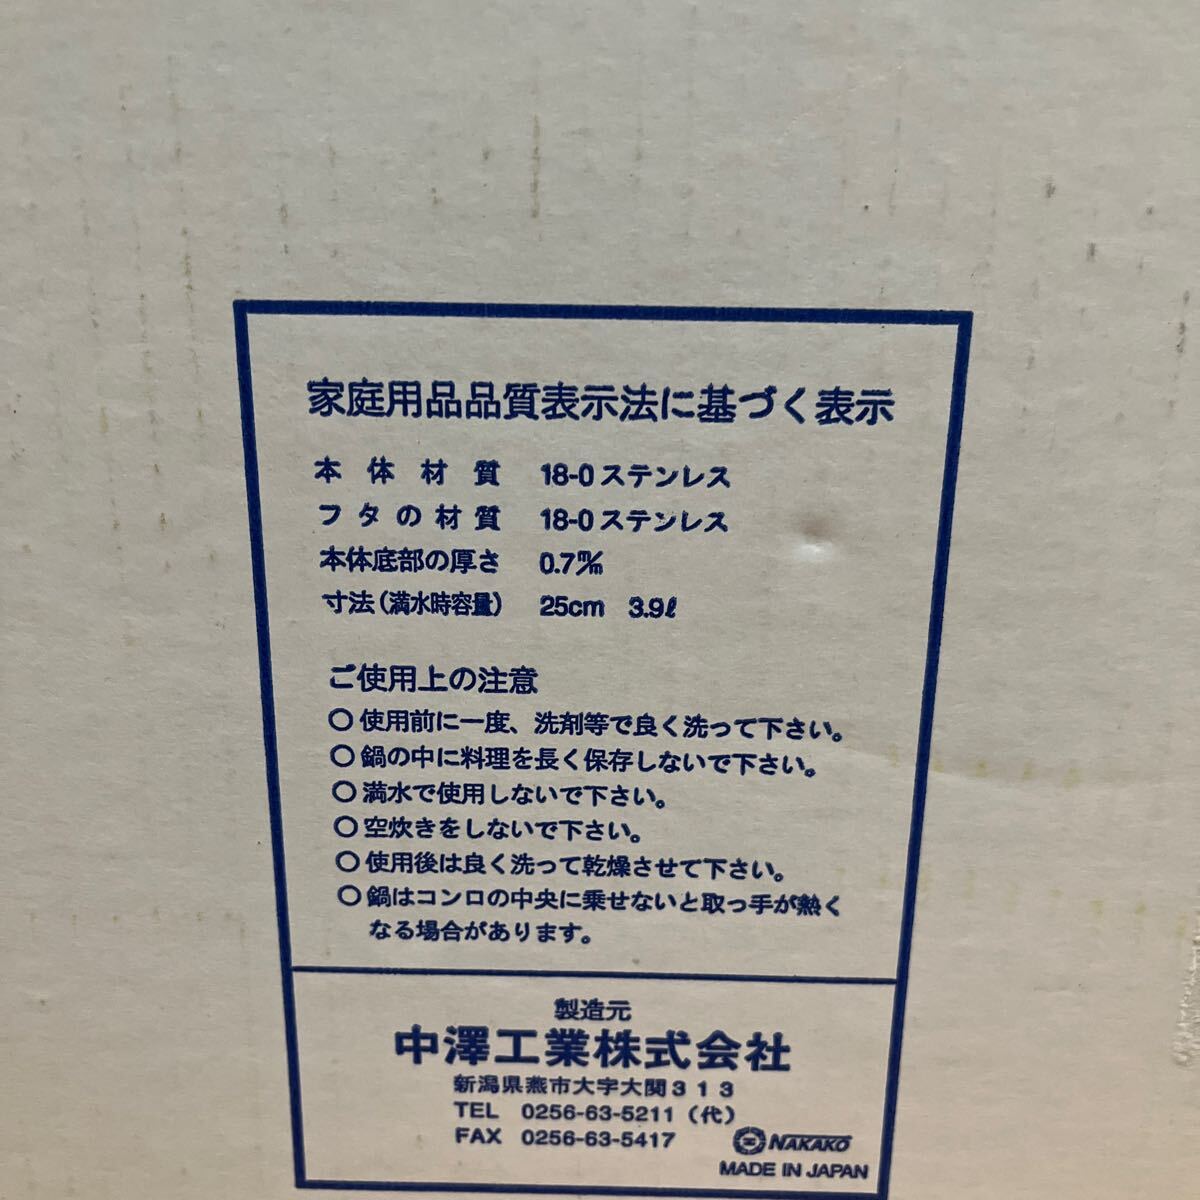 家庭用品品質表示法に基づく表示
本体材質 18-0ステンレス
フタの材質 18-0ステンレス
本体底部の厚さ 0.7m/m
寸法(満水時容量) 25cm 3.9ℓ
ご使用上の注意
○使用前に一度、洗剤等で良く洗って下さい。
○鍋の中に料理を長く保存しないで下さい。
○満水で使用しないで下さい。
○空炊きをしないで下さい。
○使用後は良く洗って乾燥させて下さい。
○鍋はコンロの中央に乗せないと取っ手が熱く
なる場合があります。
製造元
中澤工業株式会社
新潟県燕市大字大関313
TEL 0256-63-5211(代)
FAX 0256-63-5417
NAKAKO
MADE IN JAPAN